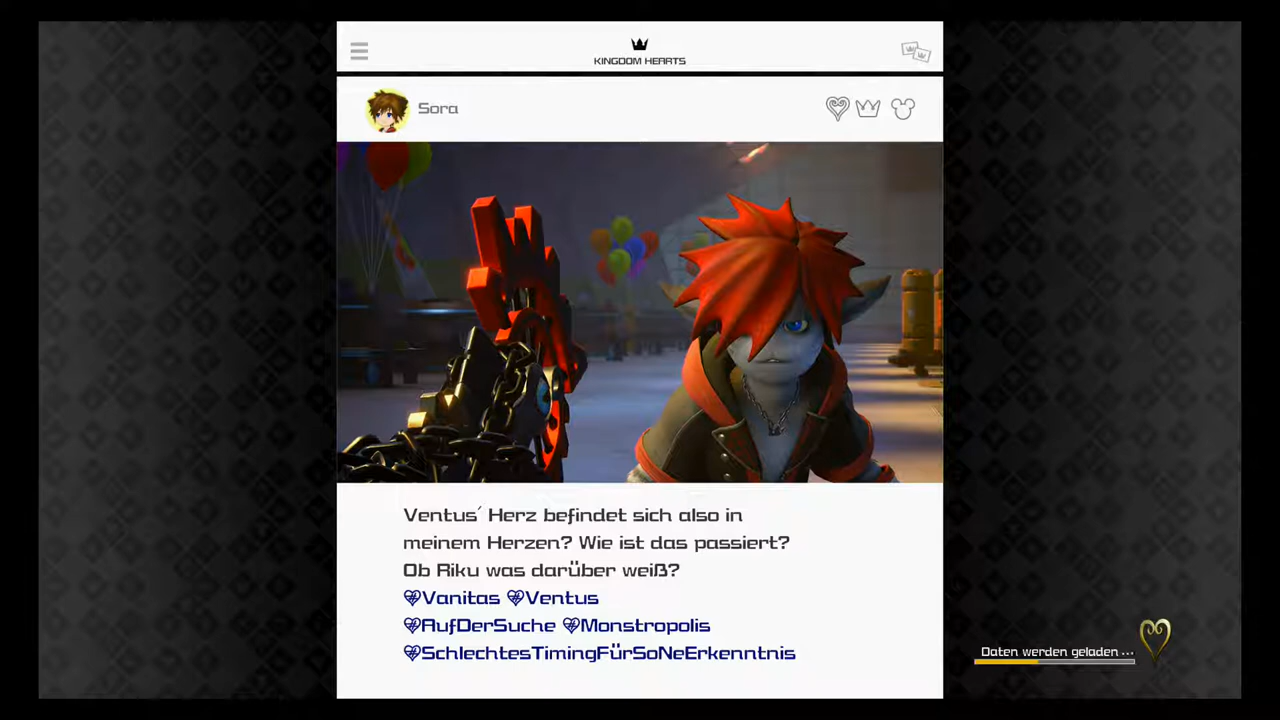 KINGDOM HEARTS
Sora
Ventus´ Herz befindet sich also in
meinem Herzen? Wie ist das passiert?
Ob Riku was darüber weiß?
Vanitas Ventus
AufDerSuche Monstropolis
SchlechtesTimingFürSoNeErkenntnis
Daten werden geladen ...